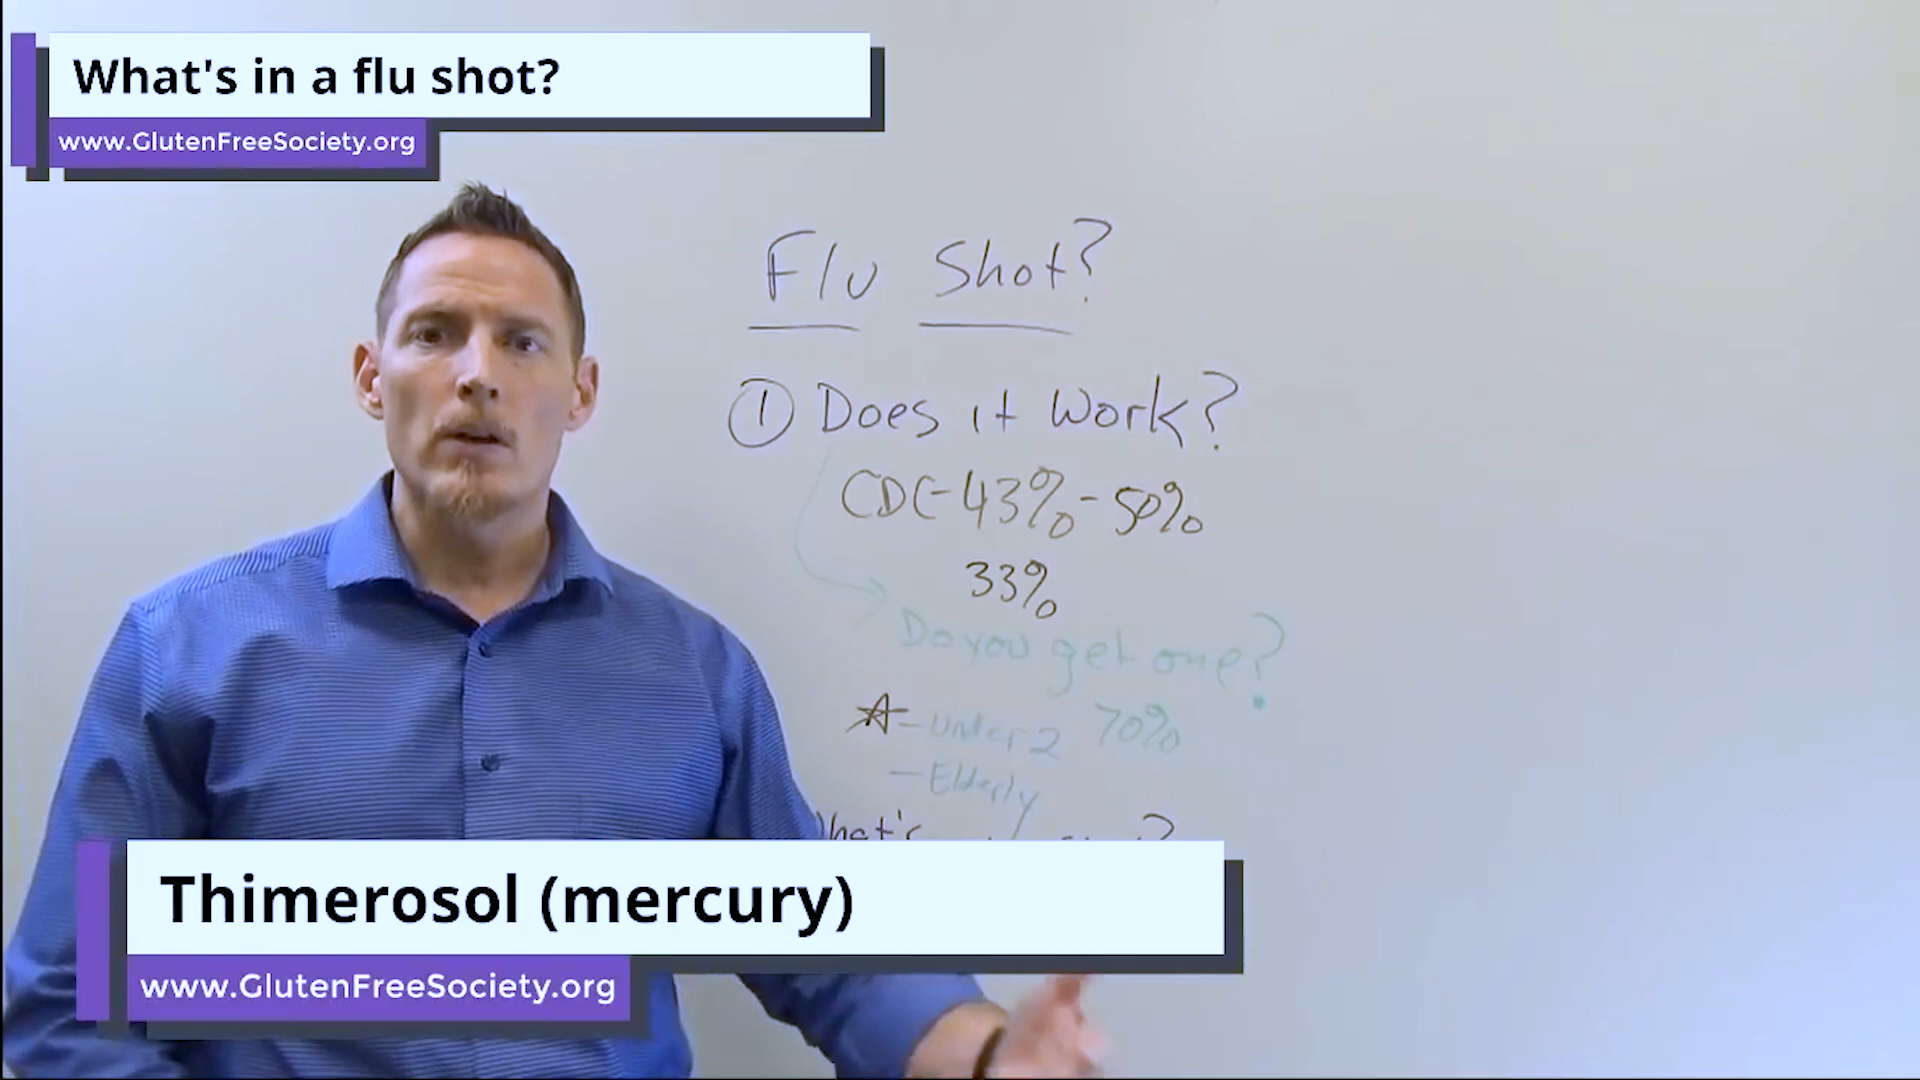 What's in a flu shot?
www.GlutenFreeSociety.org
Flu Shot?
① Does it Work?
CDC-43%-50%
33%
Do you get one?
- Under 2 70%
- Elderly
What's
Thimerosol (mercury)
www.GlutenFreeSociety.org